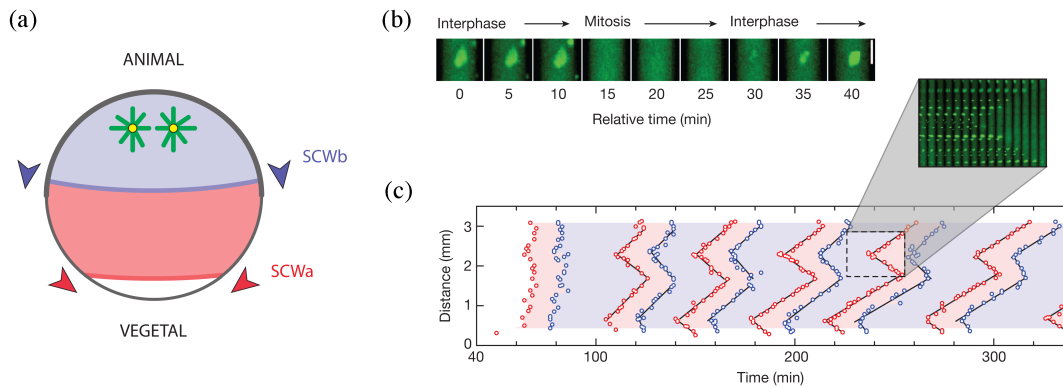 (a)
ANIMAL
SCWb
SCWa
VEGETAL
(b)
Interphase Mitosis Interphase
0 5 10 15 20 25 30 35 40
Relative time (min)
(c)
3
2
1
0
Distance (mm)
40 100 200 300
Time (min)